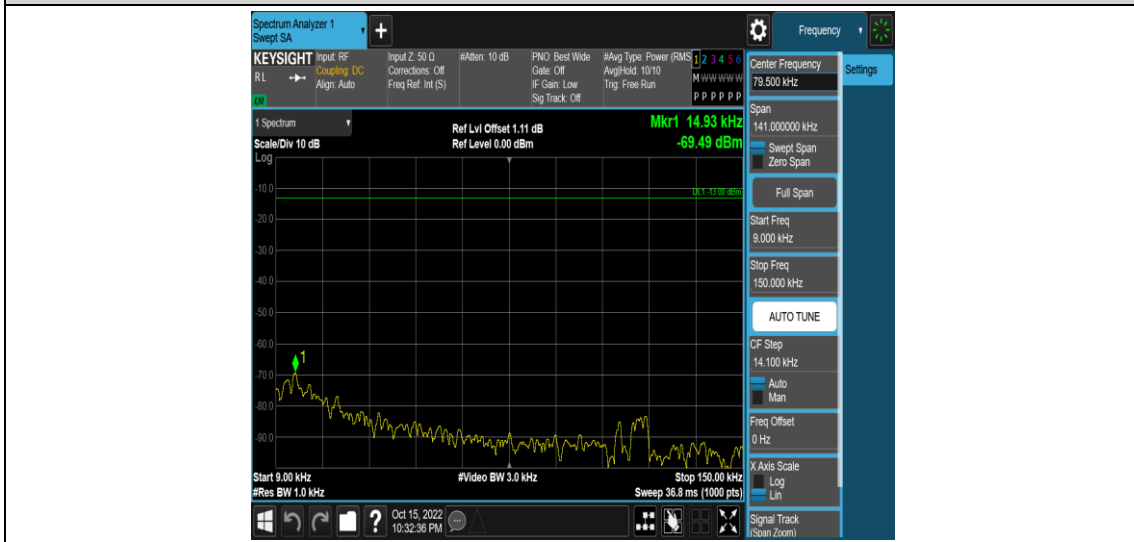 Spectrum Analyzer 1
Swept SA
+
Frequency
KEYSIGHT
RL
LXI
Input: RF
Coupling: DC
Align: Auto
Input Z: 50 Ω
Corrections: Off
Freq Ref: Int (S)
#Atten: 10 dB
PNO: Best Wide
Gate: Off
IF Gain: Low
Sig Track: Off
#Avg Type: Power (RMS
Avg|Hold: 10/10
Trig: Free Run
1 2 3 4 5 6
M W W W W W
P P P P P P
1 Spectrum
Scale/Div 10 dB
Ref Lvl Offset 1.11 dB
Ref Level 0.00 dBm
Mkr1 14.93 kHz
-69.49 dBm
Log
-10.0
DL1 -13.00 dBm
-20.0
-30.0
-40.0
-50.0
-60.0
1
-70.0
-80.0
-90.0
Start 9.00 kHz
#Video BW 3.0 kHz
Stop 150.00 kHz
#Res BW 1.0 kHz
Sweep 36.8 ms (1000 pts)
?
Oct 15, 2022
10:32:36 PM
Settings
Center Frequency
79.500 kHz
Span
141.000000 kHz
Swept Span
Zero Span
Full Span
Start Freq
9.000 kHz
Stop Freq
150.000 kHz
AUTO TUNE
CF Step
14.100 kHz
Auto
Man
Freq Offset
0 Hz
X Axis Scale
Log
Lin
Signal Track
(Span Zoom)